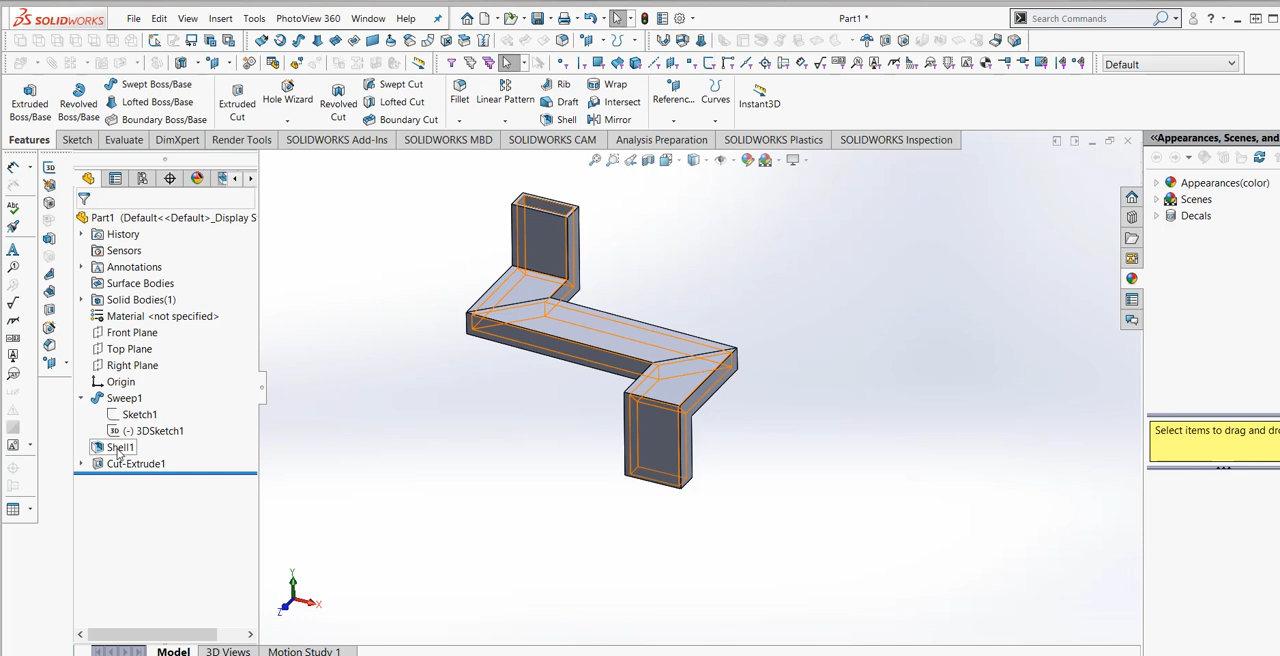 SOLIDWORKS File Edit View Insert Tools PhotoView 360 Window Help Part1 * Search Commands ?
Default
Extruded Boss/Base
Revolved Boss/Base
Swept Boss/Base
Lofted Boss/Base
Boundary Boss/Base
Extruded Cut
Hole Wizard
Revolved Cut
Swept Cut
Lofted Cut
Boundary Cut
Fillet
Linear Pattern
Rib
Draft
Shell
Wrap
Intersect
Mirror
Referenc...
Curves
Instant3D
Features Sketch Evaluate DimXpert Render Tools SOLIDWORKS Add-Ins SOLIDWORKS MBD SOLIDWORKS CAM Analysis Preparation SOLIDWORKS Plastics SOLIDWORKS Inspection
«Appearances, Scenes, and
Part1 (Default<<Default>_Display S
History
Sensors
Annotations
Surface Bodies
Solid Bodies(1)
Material <not specified>
Front Plane
Top Plane
Right Plane
Origin
Sweep1
Sketch1
3D (-) 3DSketch1
Shell1
Cut-Extrude1
Appearances(color)
Scenes
Decals
Select items to drag and dro
Y
X
Z
Model 3D Views Motion Study 1